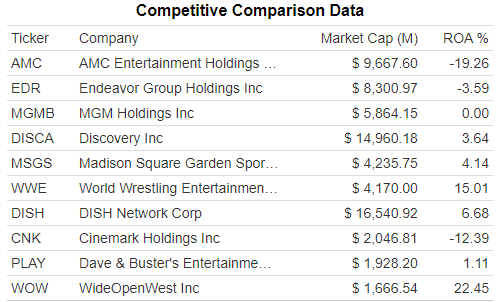 Competitive Comparison Data
Ticker Company Market Cap (M) ROA %
AMC AMC Entertainment Holdings ... $ 9,667.60 -19.26
EDR Endeavor Group Holdings Inc $ 8,300.97 -3.59
MGMB MGM Holdings Inc $ 5,864.15 0.00
DISCA Discovery Inc $ 14,960.18 3.64
MSGS Madison Square Garden Spor... $ 4,235.75 4.14
WWE World Wrestling Entertainmen... $ 4,170.00 15.01
DISH DISH Network Corp $ 16,540.92 6.68
CNK Cinemark Holdings Inc $ 2,046.81 -12.39
PLAY Dave & Buster's Entertainme... $ 1,928.20 1.11
WOW WideOpenWest Inc $ 1,666.54 22.45